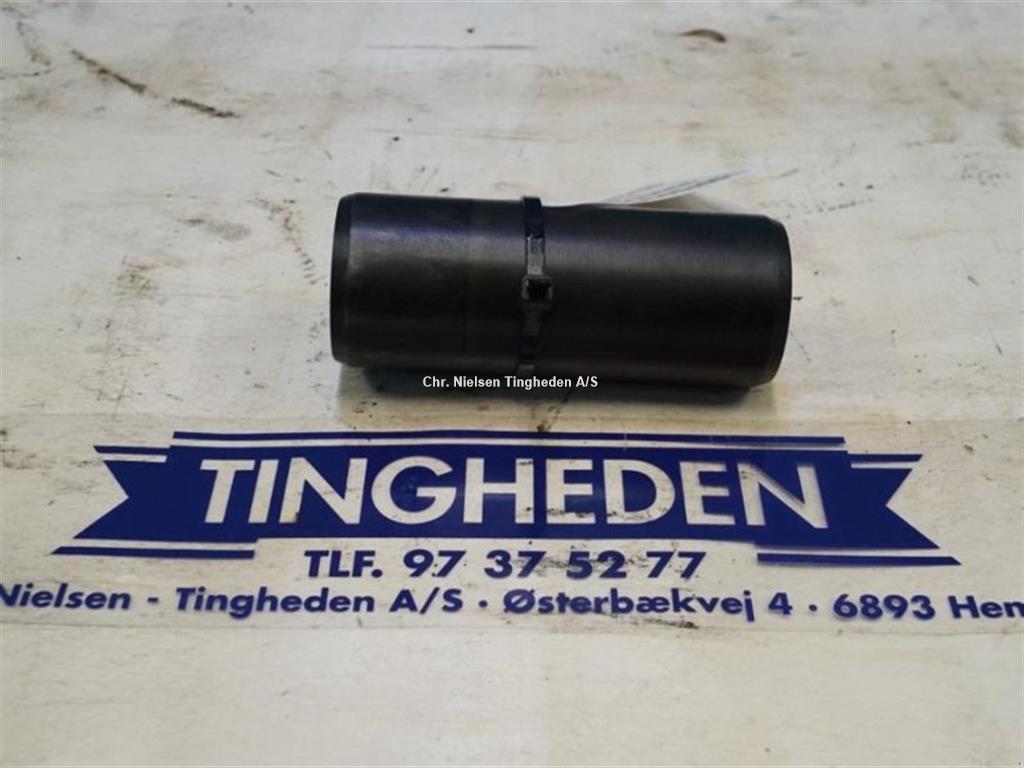 Chr. Nielsen Tingheden A/S
TINGHEDEN
TLF. 97 37 52 77
Nielsen - Tingheden A/S · Østerbækvej 4 · 6893 Hem